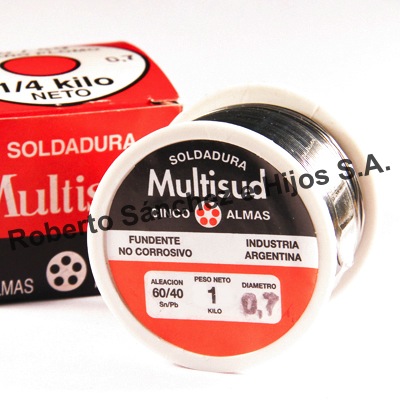 0,7
1/4 kilo
NETO
SOLDADURA
Multisud
ALMAS
SOLDADURA
Multisud
CINCO ALMAS
FUNDENTE
NO CORROSIVO
INDUSTRIA
ARGENTINA
ALEACION
60/40
Sn/Pb
PESO NETO
1
KILO
DIAMETRO
0,7
Roberto Sánchez e Hijos S.A.